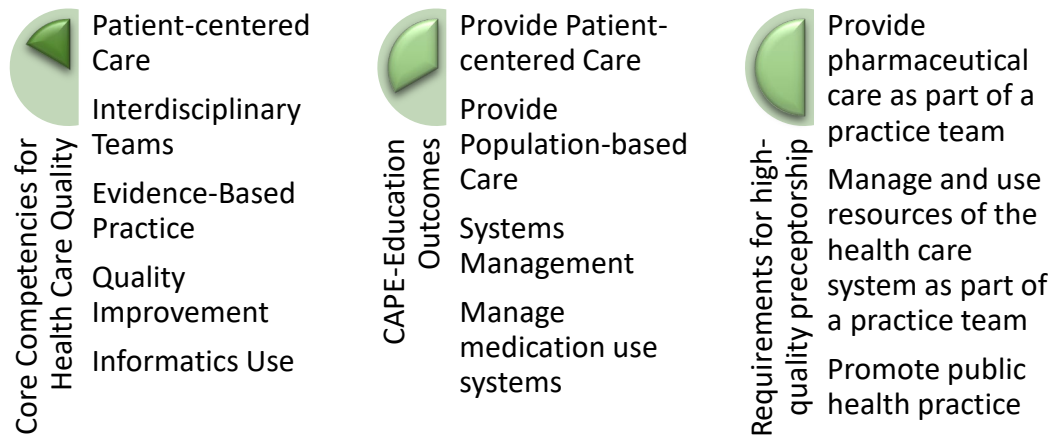 Core Competencies for
Health Care Quality
Patient-centered
Care
Interdisciplinary
Teams
Evidence-Based
Practice
Quality
Improvement
Informatics Use
CAPE-Education
Outcomes
Provide Patient-
centered Care
Provide
Population-based
Care
Systems
Management
Manage
medication use
systems
Requirements for high-
quality preceptorship
Provide
pharmaceutical
care as part of a
practice team
Manage and use
resources of the
health care
system as part of
a practice team
Promote public
health practice